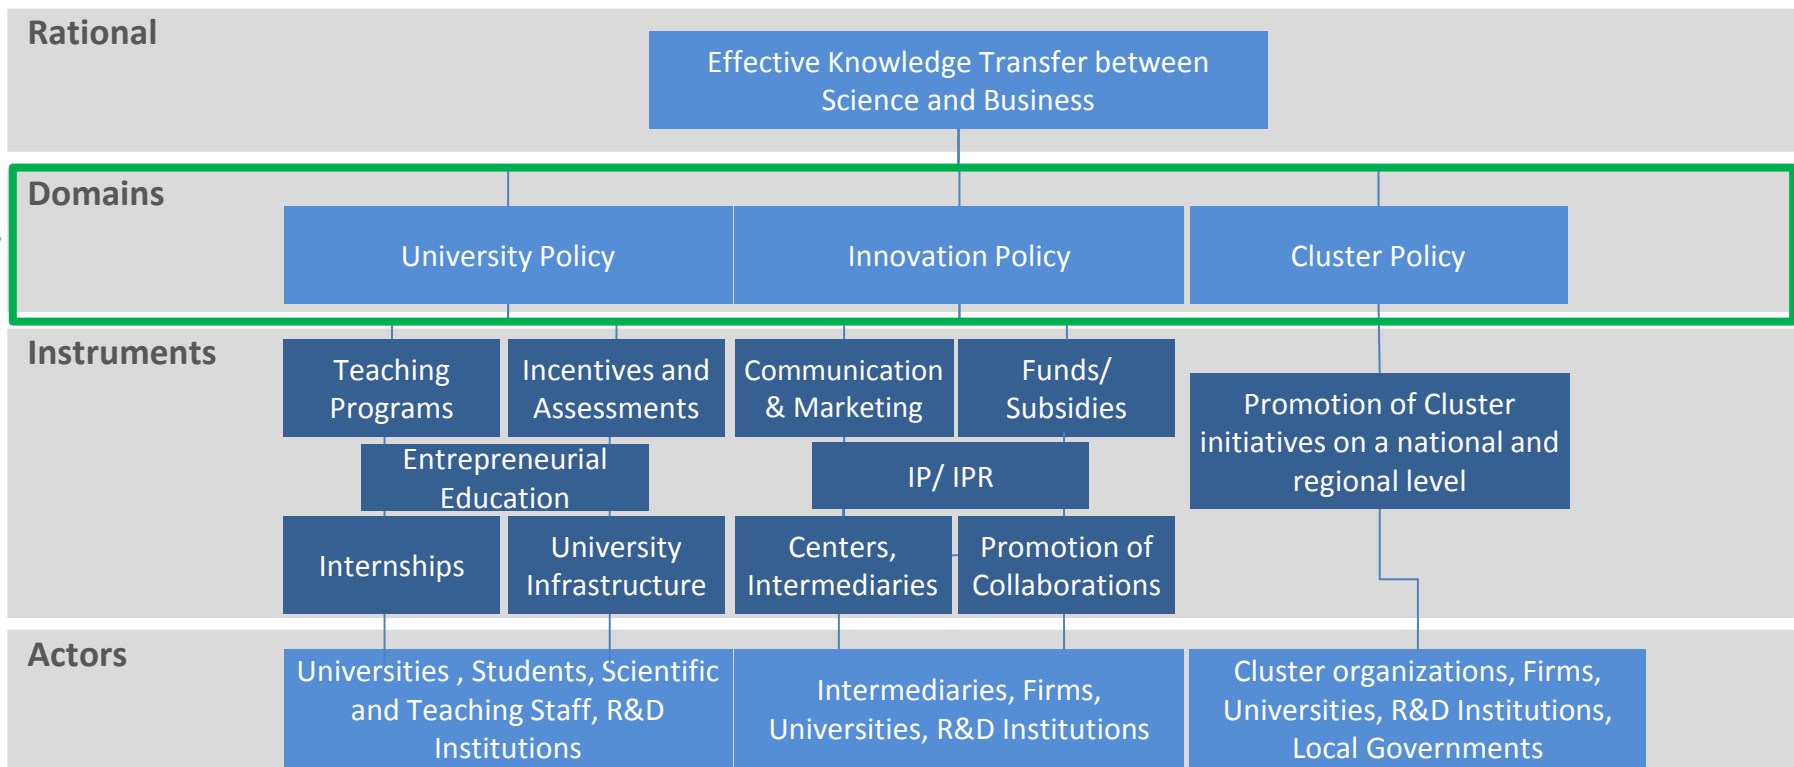 Rational
Effective Knowledge Transfer between
Science and Business
Domains
University Policy
Innovation Policy
Cluster Policy
Instruments
Teaching
Programs
Incentives and
Assessments
Communication
& Marketing
Funds/
Subsidies
Promotion of Cluster
initiatives on a national and
regional level
Entrepreneurial
Education
IP/ IPR
Internships
University
Infrastructure
Centers,
Intermediaries
Promotion of
Collaborations
Actors
Universities , Students, Scientific
and Teaching Staff, R&D
Institutions
Intermediaries, Firms,
Universities, R&D Institutions
Cluster organizations, Firms,
Universities, R&D Institutions,
Local Governments